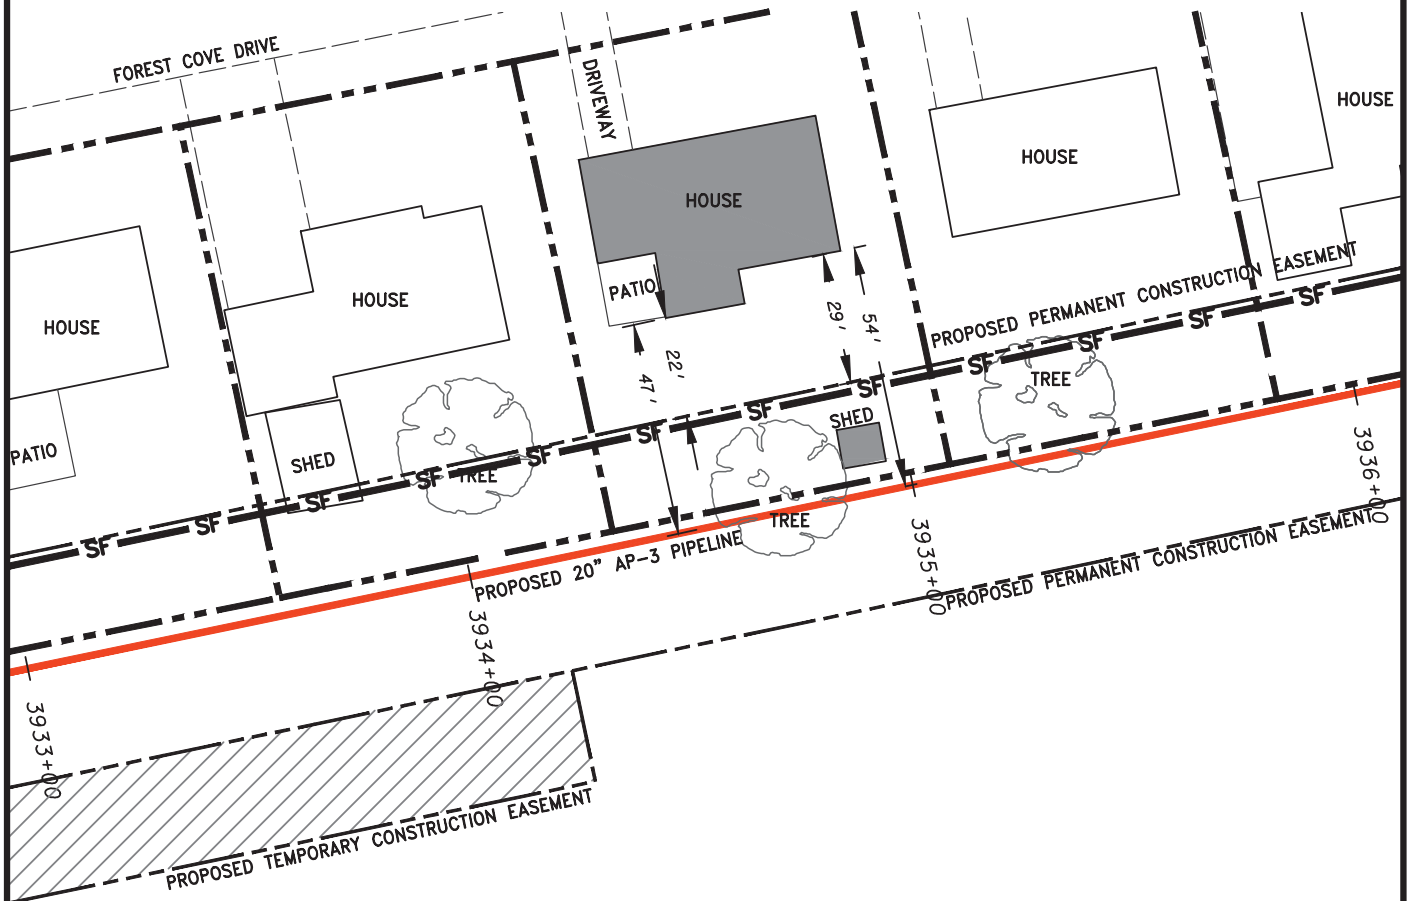 FOREST COVE DRIVE
DRIVEWAY
HOUSE
HOUSE
HOUSE
HOUSE
HOUSE
PATIO
PATIO
SHED
SHED
29'
54'
22'
47'
PROPOSED PERMANENT CONSTRUCTION EASEMENT
SF
SF
SF
SF
SF
SF
SF
SF
SF
SF
SF
SF
TREE
TREE
TREE
PROPOSED 20” AP-3 PIPELINE
3933+00
3934+00
3935+00
3936+00
PROPOSED PERMANENT CONSTRUCTION EASEMENT
PROPOSED TEMPORARY CONSTRUCTION EASEMENT